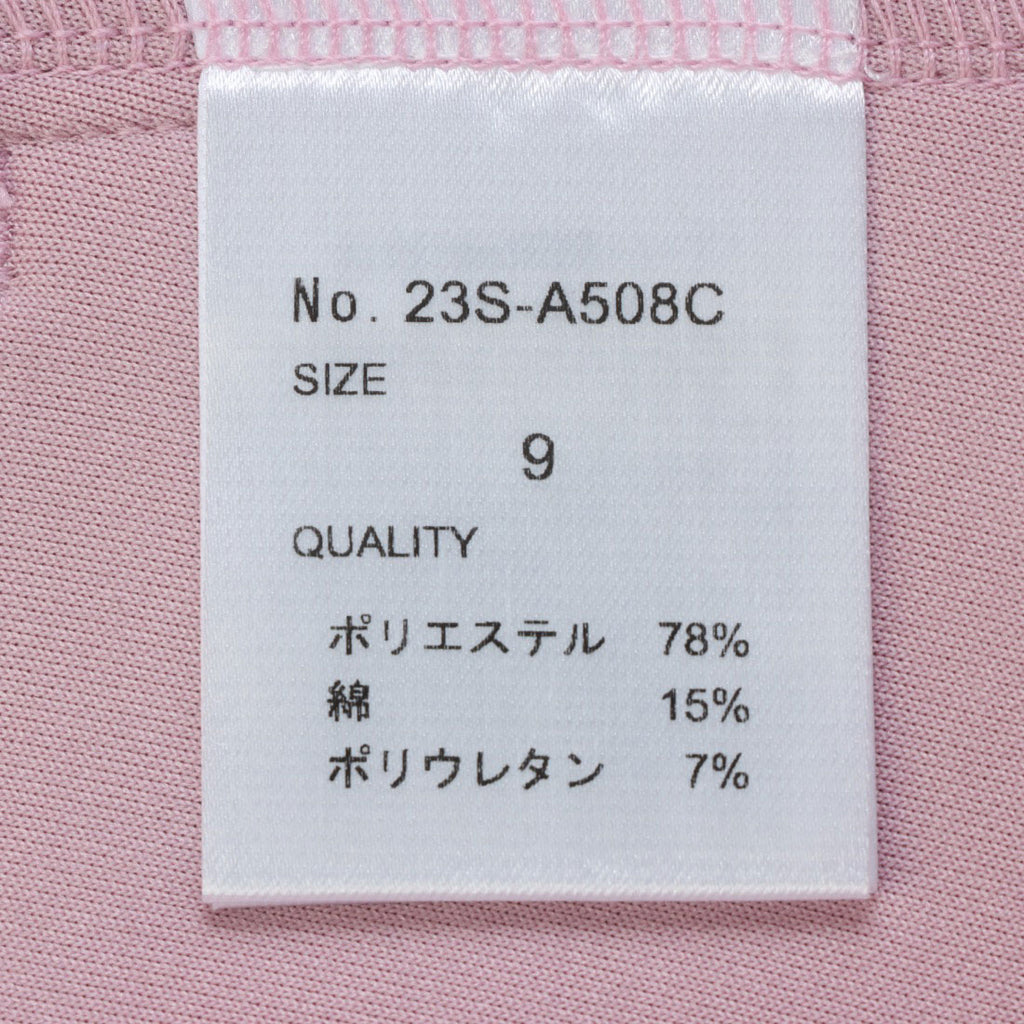 No. 23S-A508C
SIZE
9
QUALITY
ポリエステル 78%
綿 15%
ポリウレタン 7%